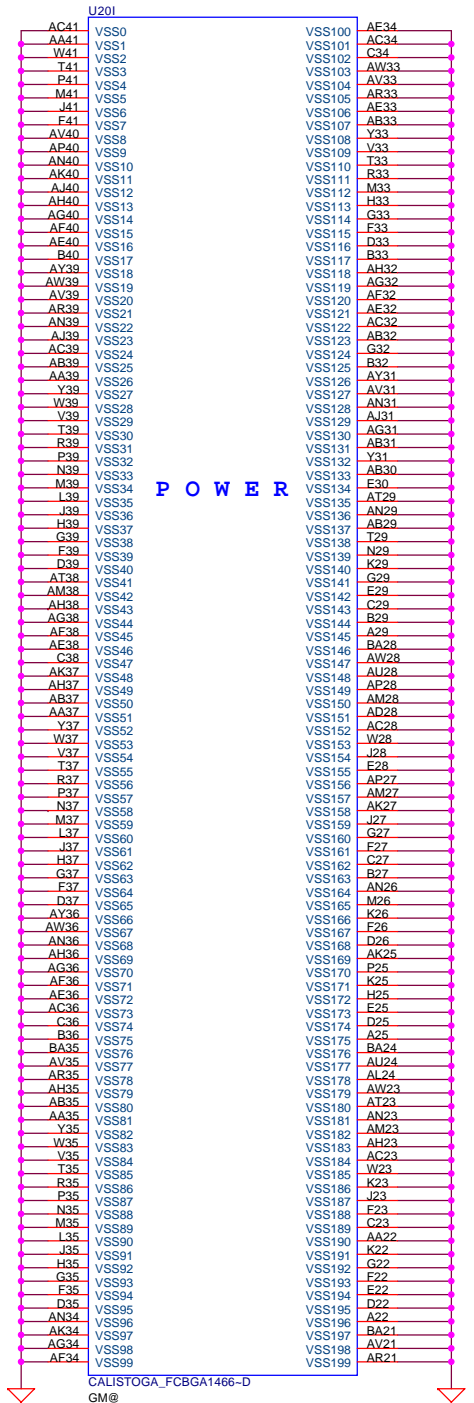 U20I
AC41 VSS0 VSS100 AE34
AA41 VSS1 VSS101 AC34
W41 VSS2 VSS102 C34
T41 VSS3 VSS103 AW33
P41 VSS4 VSS104 AV33
M41 VSS5 VSS105 AR33
J41 VSS6 VSS106 AE33
F41 VSS7 VSS107 AB33
AV40 VSS8 VSS108 Y33
AP40 VSS9 VSS109 V33
AN40 VSS10 VSS110 T33
AK40 VSS11 VSS111 R33
AJ40 VSS12 VSS112 M33
AH40 VSS13 VSS113 H33
AG40 VSS14 VSS114 G33
AF40 VSS15 VSS115 F33
AE40 VSS16 VSS116 D33
B40 VSS17 VSS117 B33
AY39 VSS18 VSS118 AH32
AW39 VSS19 VSS119 AG32
AV39 VSS20 VSS120 AF32
AR39 VSS21 VSS121 AE32
AN39 VSS22 VSS122 AC32
AJ39 VSS23 VSS123 AB32
AC39 VSS24 VSS124 G32
AB39 VSS25 VSS125 B32
AA39 VSS26 VSS126 AY31
Y39 VSS27 VSS127 AV31
W39 VSS28 VSS128 AN31
V39 VSS29 VSS129 AJ31
T39 VSS30 VSS130 AG31
R39 VSS31 VSS131 AB31
P39 VSS32 VSS132 Y31
N39 VSS33 VSS133 AB30
M39 VSS34 P O W E R VSS134 E30
L39 VSS35 VSS135 AT29
J39 VSS36 VSS136 AN29
H39 VSS37 VSS137 AB29
G39 VSS38 VSS138 T29
F39 VSS39 VSS139 N29
D39 VSS40 VSS140 K29
AT38 VSS41 VSS141 G29
AM38 VSS42 VSS142 E29
AH38 VSS43 VSS143 C29
AG38 VSS44 VSS144 B29
AF38 VSS45 VSS145 A29
AE38 VSS46 VSS146 BA28
C38 VSS47 VSS147 AW28
AK37 VSS48 VSS148 AU28
AH37 VSS49 VSS149 AP28
AB37 VSS50 VSS150 AM28
AA37 VSS51 VSS151 AD28
Y37 VSS52 VSS152 AC28
W37 VSS53 VSS153 W28
V37 VSS54 VSS154 J28
T37 VSS55 VSS155 E28
R37 VSS56 VSS156 AP27
P37 VSS57 VSS157 AM27
N37 VSS58 VSS158 AK27
M37 VSS59 VSS159 J27
L37 VSS60 VSS160 G27
J37 VSS61 VSS161 F27
H37 VSS62 VSS162 C27
G37 VSS63 VSS163 B27
F37 VSS64 VSS164 AN26
D37 VSS65 VSS165 M26
AY36 VSS66 VSS166 K26
AW36 VSS67 VSS167 F26
AN36 VSS68 VSS168 D26
AH36 VSS69 VSS169 AK25
AG36 VSS70 VSS170 P25
AF36 VSS71 VSS171 K25
AE36 VSS72 VSS172 H25
AC36 VSS73 VSS173 E25
C36 VSS74 VSS174 D25
B36 VSS75 VSS175 A25
BA35 VSS76 VSS176 BA24
AV35 VSS77 VSS177 AU24
AR35 VSS78 VSS178 AL24
AH35 VSS79 VSS179 AW23
AB35 VSS80 VSS180 AT23
AA35 VSS81 VSS181 AN23
Y35 VSS82 VSS182 AM23
W35 VSS83 VSS183 AH23
V35 VSS84 VSS184 AC23
T35 VSS85 VSS185 W23
R35 VSS86 VSS186 K23
P35 VSS87 VSS187 J23
N35 VSS88 VSS188 F23
M35 VSS89 VSS189 C23
L35 VSS90 VSS190 AA22
J35 VSS91 VSS191 K22
H35 VSS92 VSS192 G22
G35 VSS93 VSS193 F22
F35 VSS94 VSS194 E22
D35 VSS95 VSS195 D22
AN34 VSS96 VSS196 A22
AK34 VSS97 VSS197 BA21
AG34 VSS98 VSS198 AV21
AF34 VSS99 VSS199 AR21
CALISTOGA_FCBGA1466~D
GM@